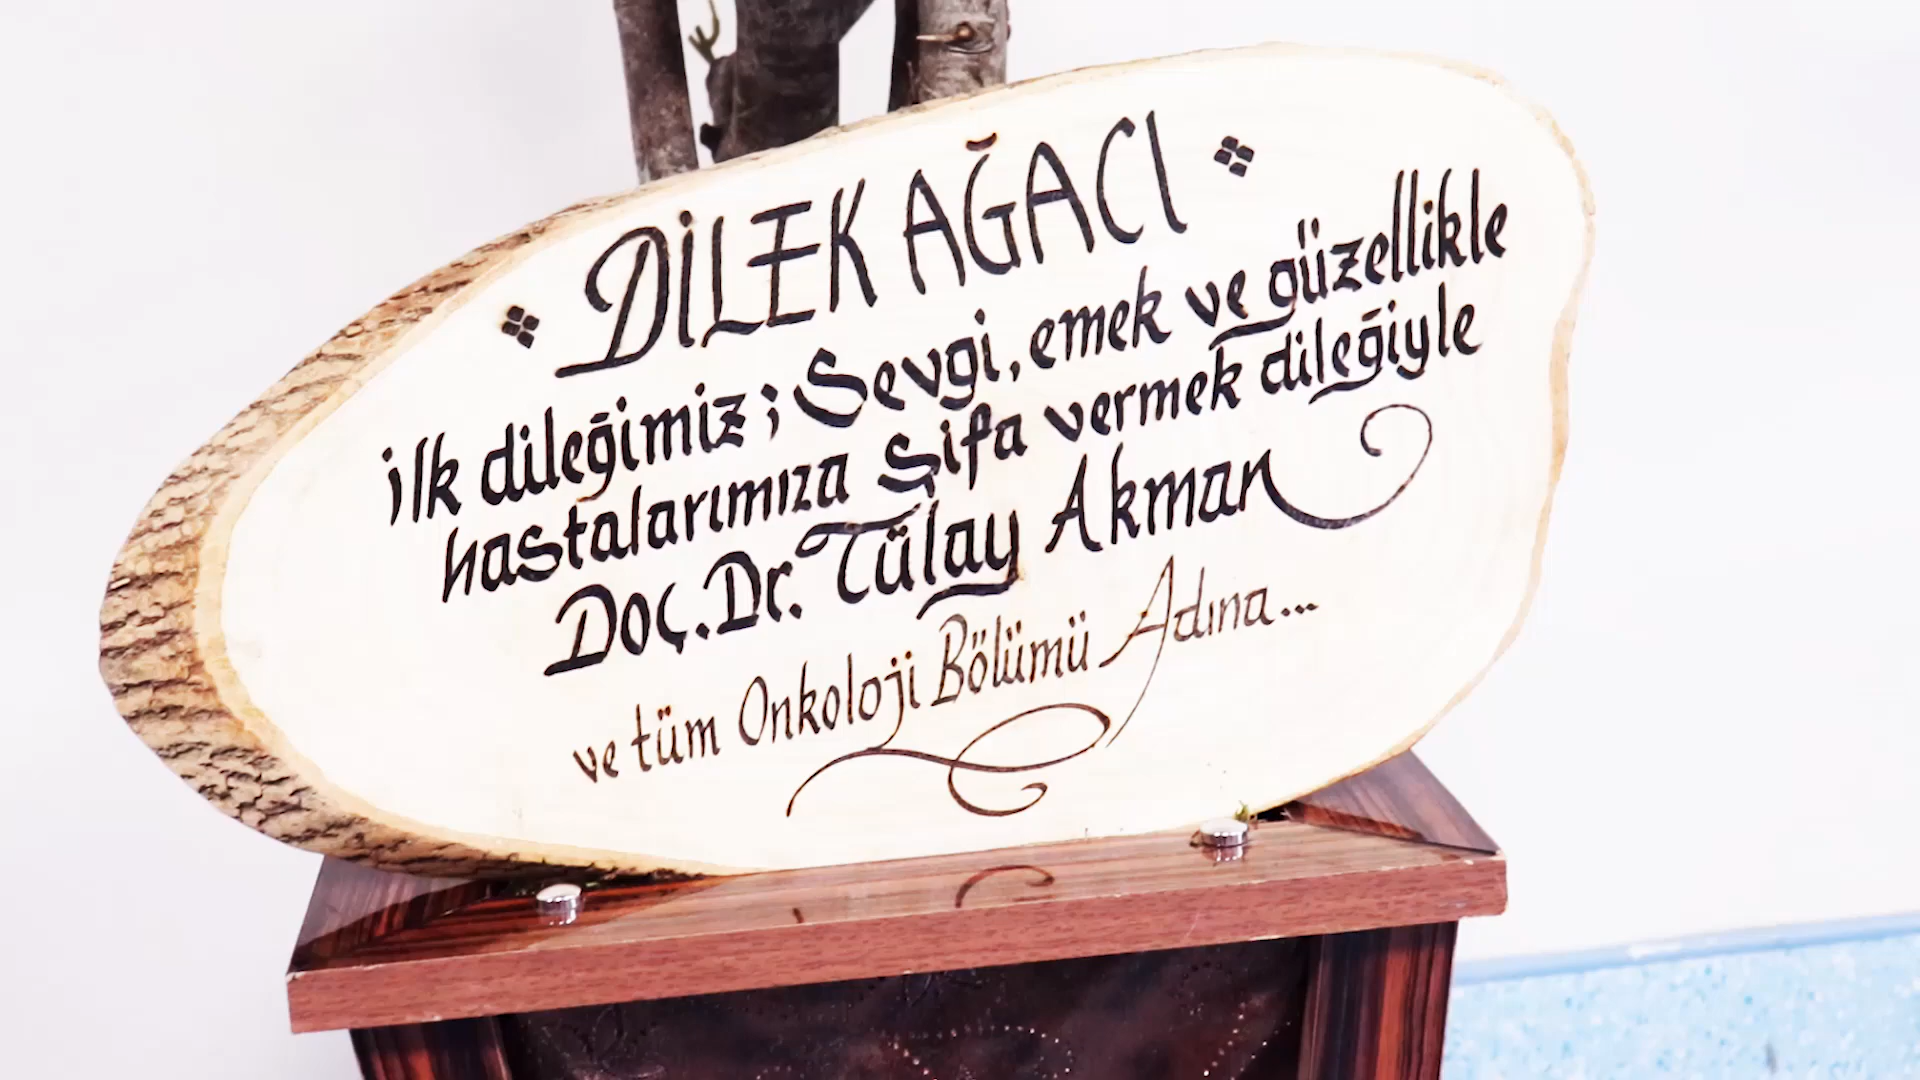 DİLEK AĞACI
ilk dileğimiz; Sevgi, emek ve güzellikle
hastalarımıza Şifa vermek dileğiyle
Doç. Dr. Tülay Akman
ve tüm Onkoloji Bölümü Adına...